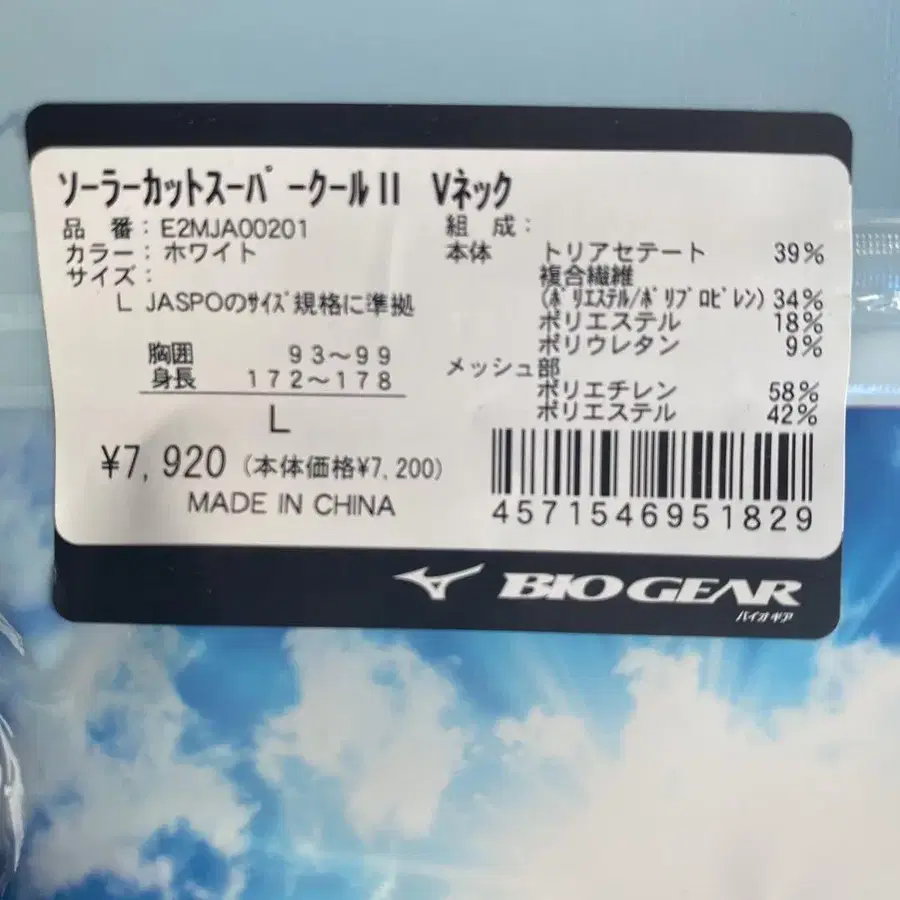 ソーラーカットスーパークールII Vネック
品 番: E2MJA00201
カラー: ホワイト
サイズ:
L JASPOのサイズ規格に準拠
胸囲 93～99
身長 172～178
L
¥7,920 (本体価格¥7,200)
MADE IN CHINA
組 成:
本体 トリアセテート 39%
複合繊維
(ポリエステル/ポリプロピレン) 34%
ポリエステル 18%
ポリウレタン 9%
メッシュ部
ポリエチレン 58%
ポリエステル 42%
4571546951829
BIO GEAR
バイオギア